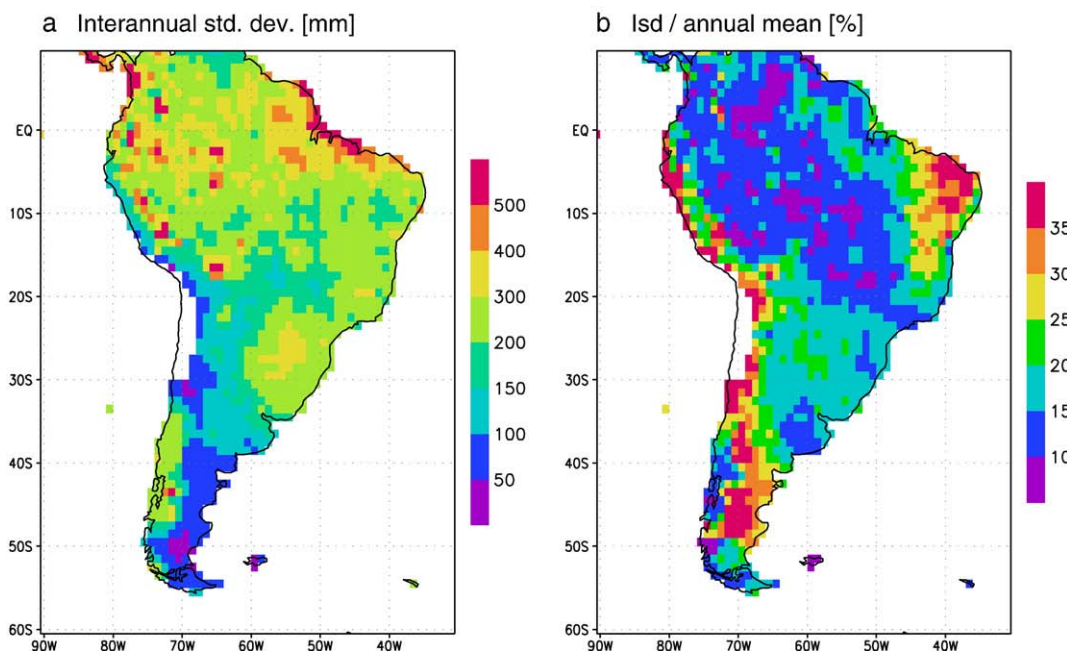 a Interannual std. dev. [mm]
EQ
10S
20S
30S
40S
50S
60S
90W 80W 70W 60W 50W 40W
500
400
300
200
150
100
50
b Isd / annual mean [%]
EQ
10S
20S
30S
40S
50S
60S
90W 80W 70W 60W 50W 40W
35
30
25
20
15
10